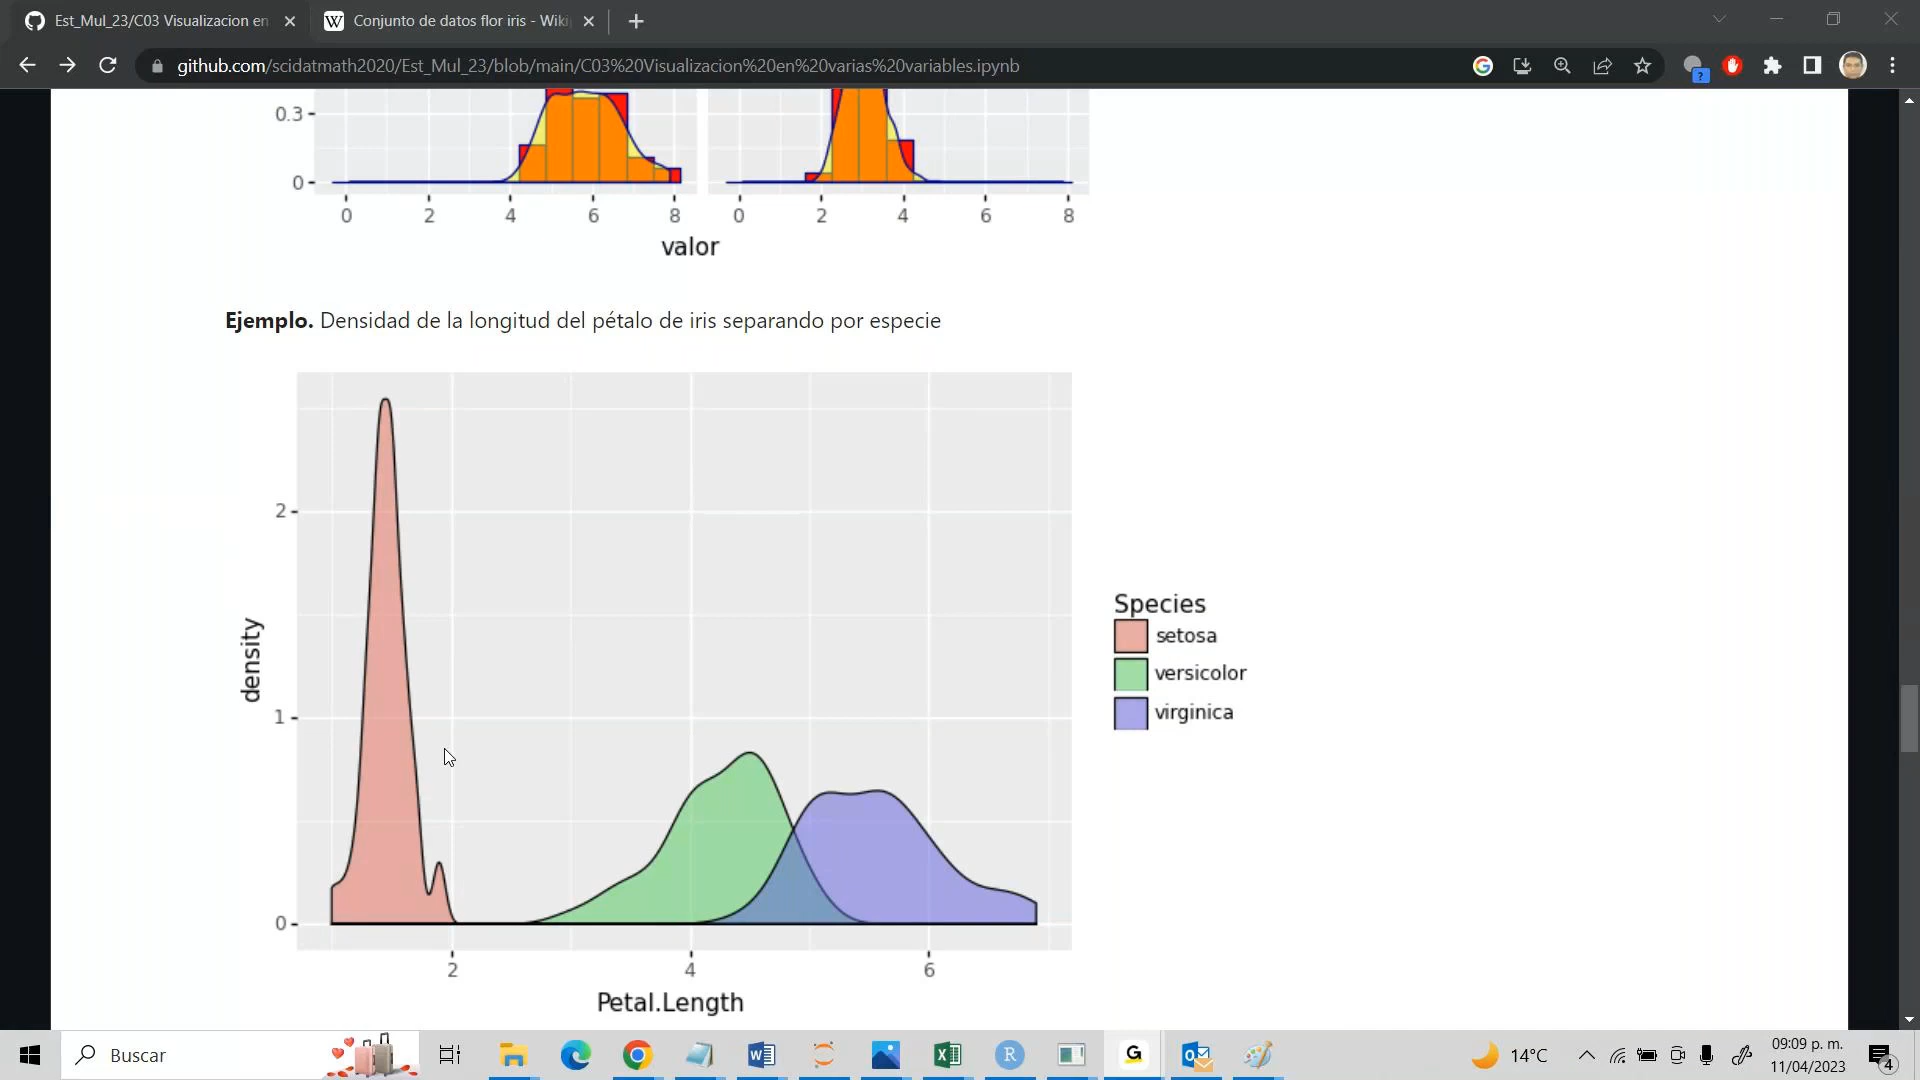 Est_Mul_23/C03 Visualizacion en
Conjunto de datos flor iris - Wiki
github.com/scidatmath2020/Est_Mul_23/blob/main/C03%20Visualizacion%20en%20varias%20variables.ipynb
0.3
0
0 2 4 6 8 0 2 4 6 8
valor
Ejemplo. Densidad de la longitud del pétalo de iris separando por especie
2
1
0
density
2 4 6
Petal.Length
Species
setosa
versicolor
virginica
Buscar
14°C
09:09 p. m.
11/04/2023
4